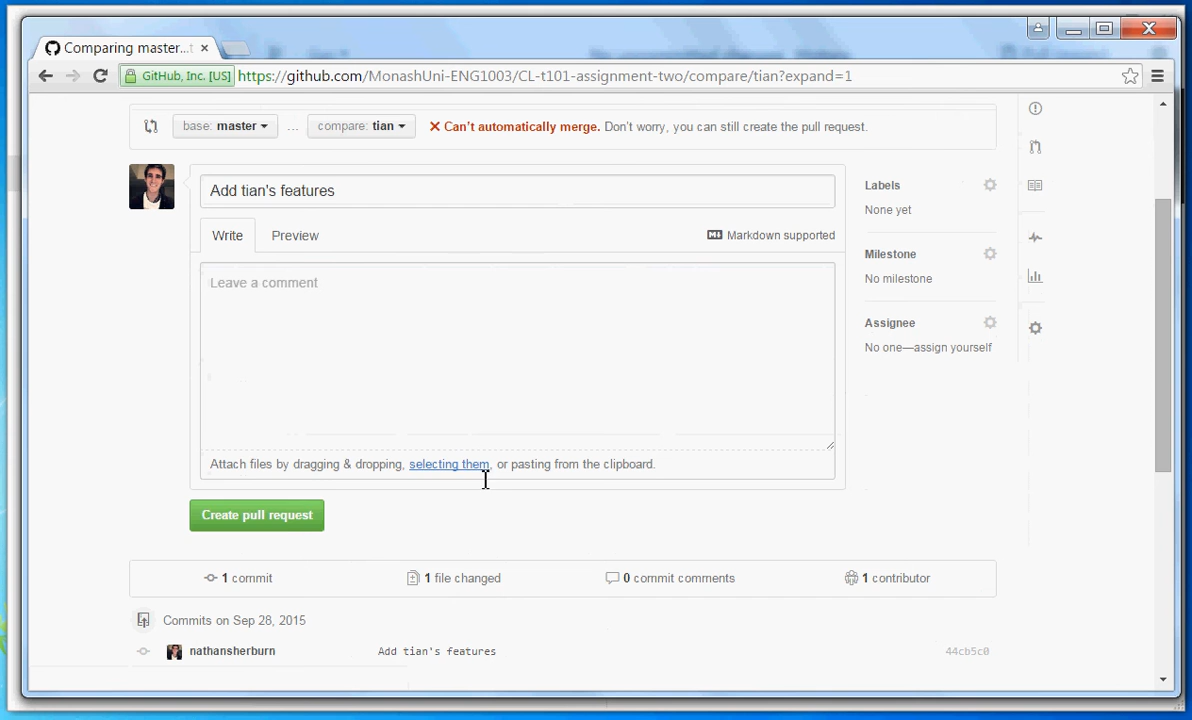 Comparing master...t
GitHub, Inc. [US] https://github.com/MonashUni-ENG1003/CL-t101-assignment-two/compare/tian?expand=1
base: master ... compare: tian Can't automatically merge. Don't worry, you can still create the pull request.
Add tian's features
Write Preview Markdown supported
Leave a comment
Attach files by dragging & dropping, selecting them, or pasting from the clipboard.
Create pull request
Labels
None yet
Milestone
No milestone
Assignee
No one—assign yourself
1 commit 1 file changed 0 commit comments 1 contributor
Commits on Sep 28, 2015
nathansherburn Add tian's features 44cb5c0